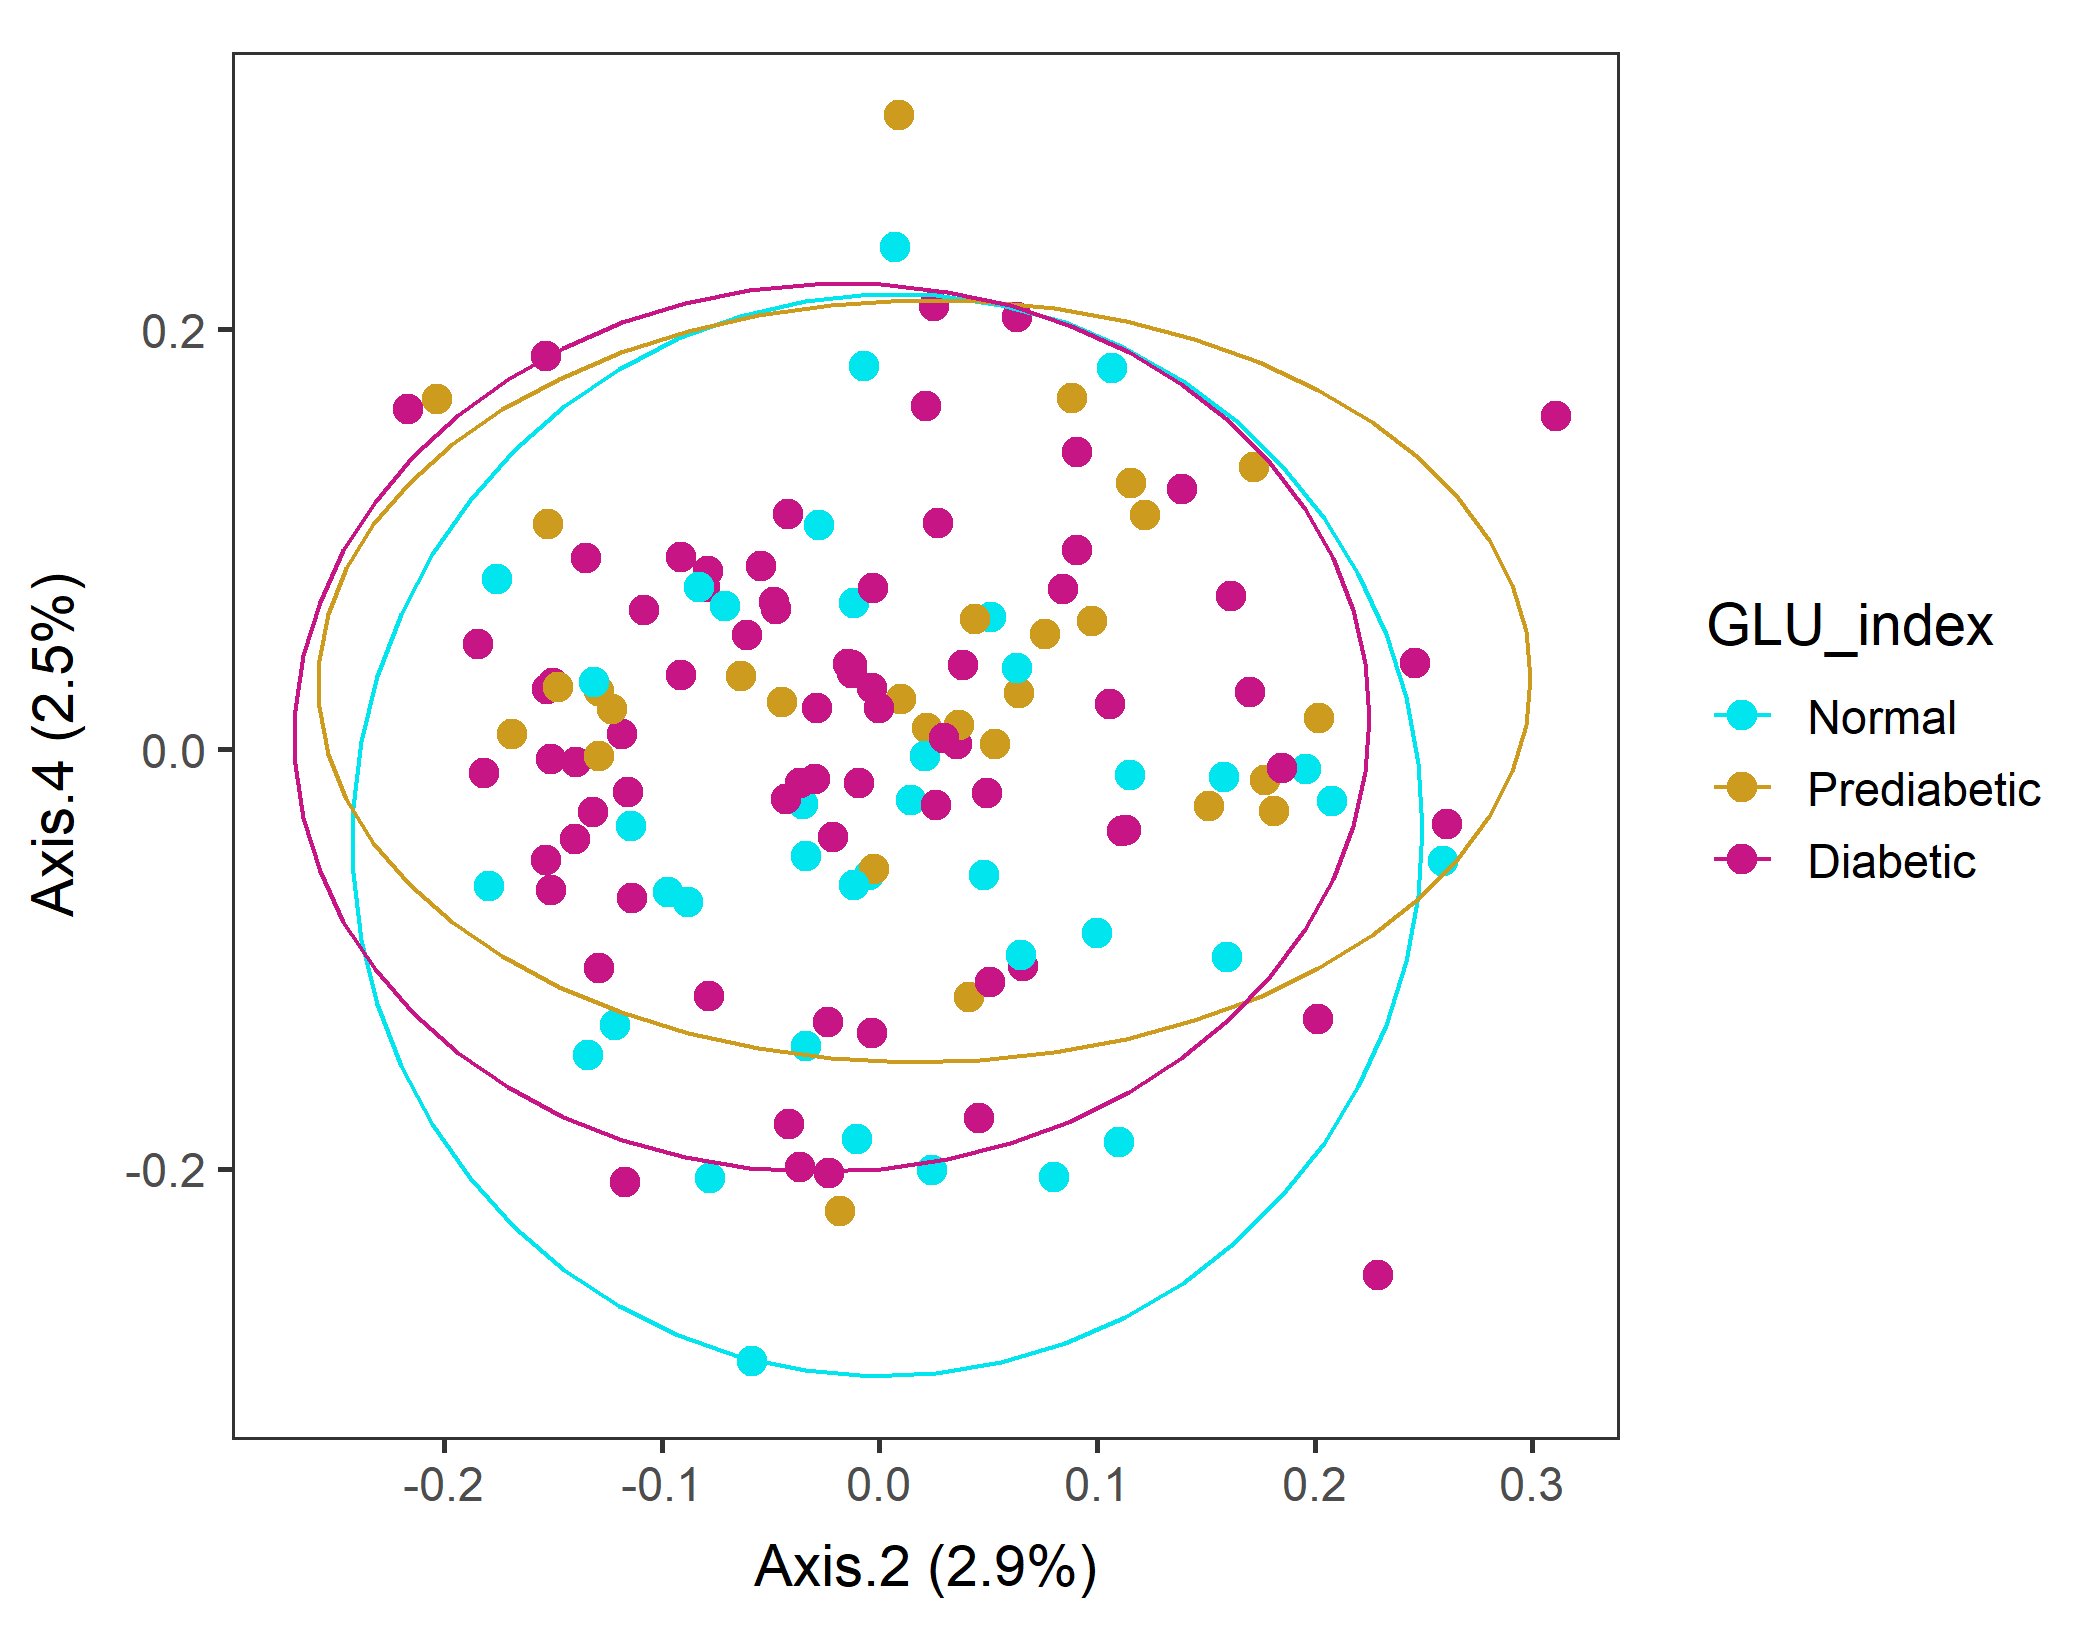 0.2
0.0
-0.2
Axis.4 (2.5%)
-0.2 -0.1 0.0 0.1 0.2 0.3
Axis.2 (2.9%)
GLU_index
Normal
Prediabetic
Diabetic